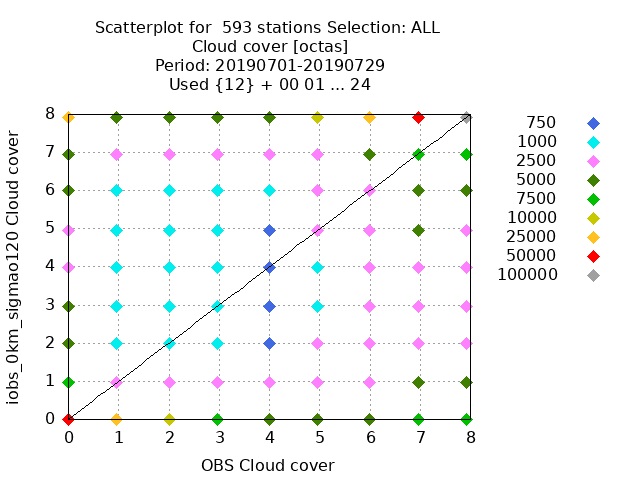 Scatterplot for  593 stations Selection: ALL
Cloud cover [octas]
Period: 20190701-20190729
Used {12} + 00 01 ... 24
iobs_0km_sigmao120 Cloud cover
8
7
6
5
4
3
2
1
0
0 1 2 3 4 5 6 7 8
OBS Cloud cover
750
1000
2500
5000
7500
10000
25000
50000
100000